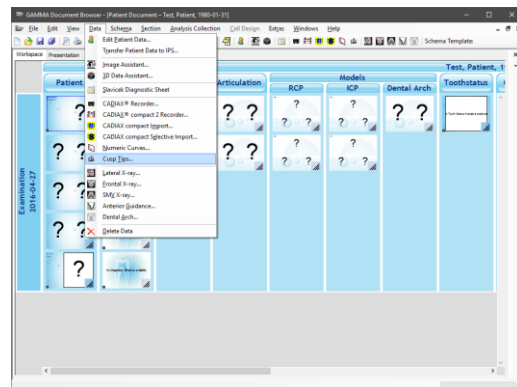 GAMMA Document Browser - [Patient Document - Test, Patient, 1980-01-31]
File Edit View Data Schema Section Analysis Collection Cell Design Extras Windows Help
Schema Template:
Workspace Presentation
Edit Patient Data...
Transfer Patient Data to IPS...
Image Assistant...
3D Data Assistant...
Slavicek Diagnostic Sheet
CADIAX® Recorder...
CADIAX® compact 2 Recorder...
CADIAX compact Import...
CADIAX compact Selective Import...
Numeric Curves...
Cusp Tips...
Lateral X-ray...
Frontal X-ray...
SMV X-ray...
Anterior Guidance...
Dental Arch...
Delete Data
Test, Patient, 1
Patient
Articulation
Models
RCP ICP Dental Arch
Toothstatus
Examination
2016-04-27
? ? ? ? ? ? ?
? ? ? ? ? ?
? ?
? ?
?